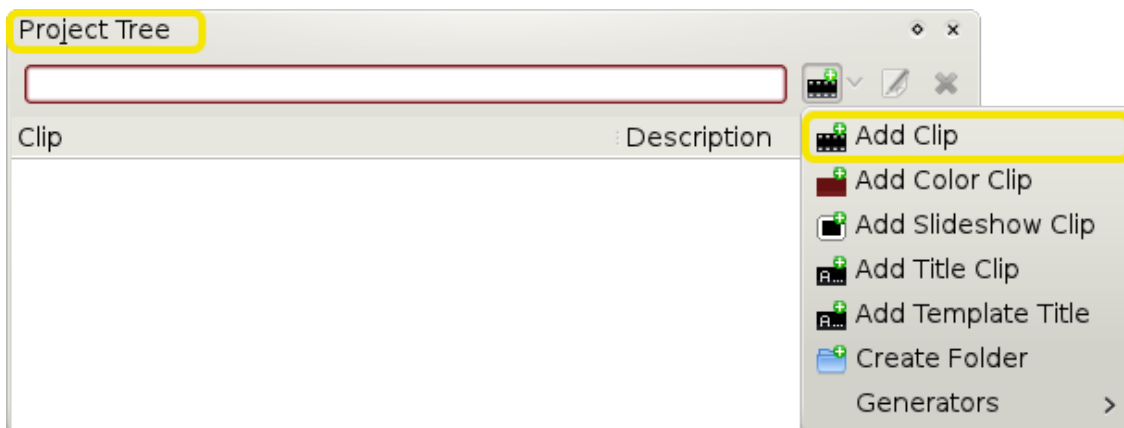 Project Tree
Clip Description
Add Clip
Add Color Clip
Add Slideshow Clip
Add Title Clip
Add Template Title
Create Folder
Generators